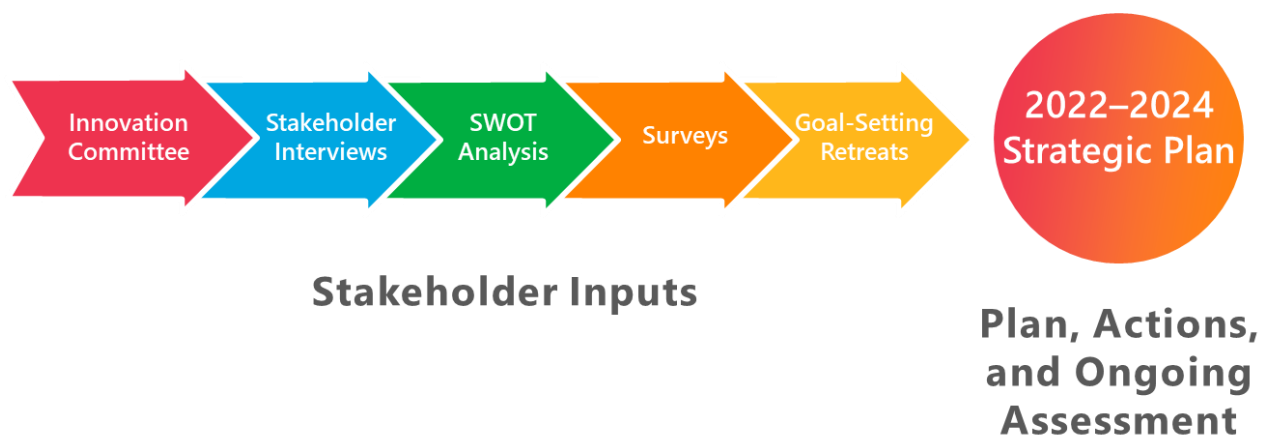 Innovation
Committee
Stakeholder
Interviews
SWOT
Analysis
Surveys
Goal-Setting
Retreats
2022–2024
Strategic Plan
Stakeholder Inputs
Plan, Actions,
and Ongoing
Assessment